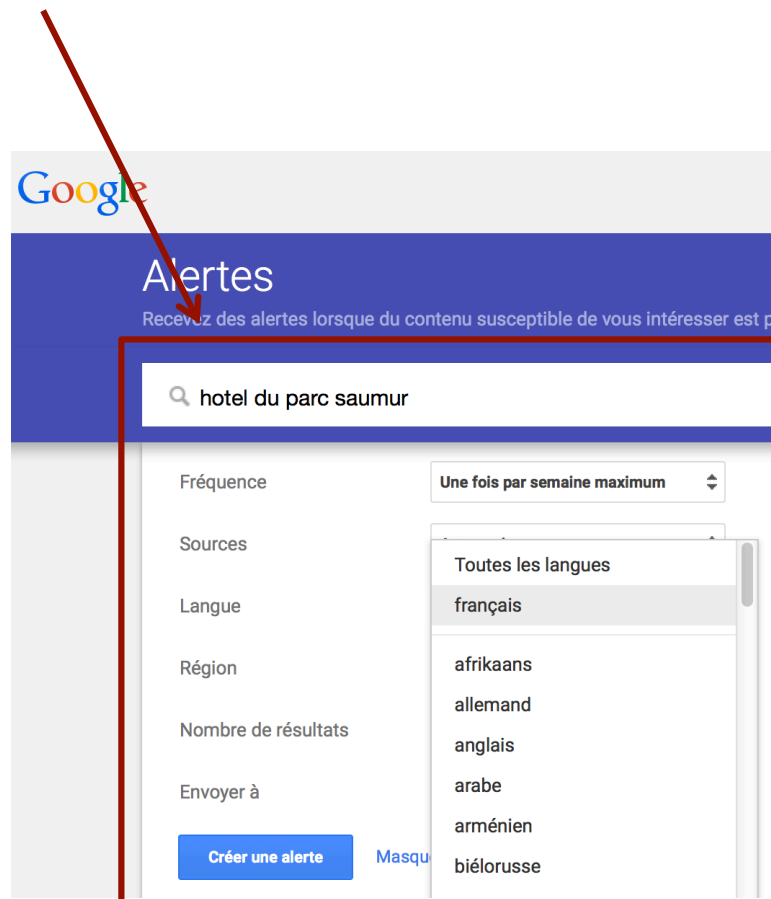 Google
Alertes
Recevez des alertes lorsque du contenu susceptible de vous intéresser est p
hotel du parc saumur
Fréquence
Une fois par semaine maximum
Sources
Toutes les langues
Langue
français
Région
afrikaans
allemand
Nombre de résultats
anglais
Envoyer à
arabe
arménien
Créer une alerte Masqu
biélorusse